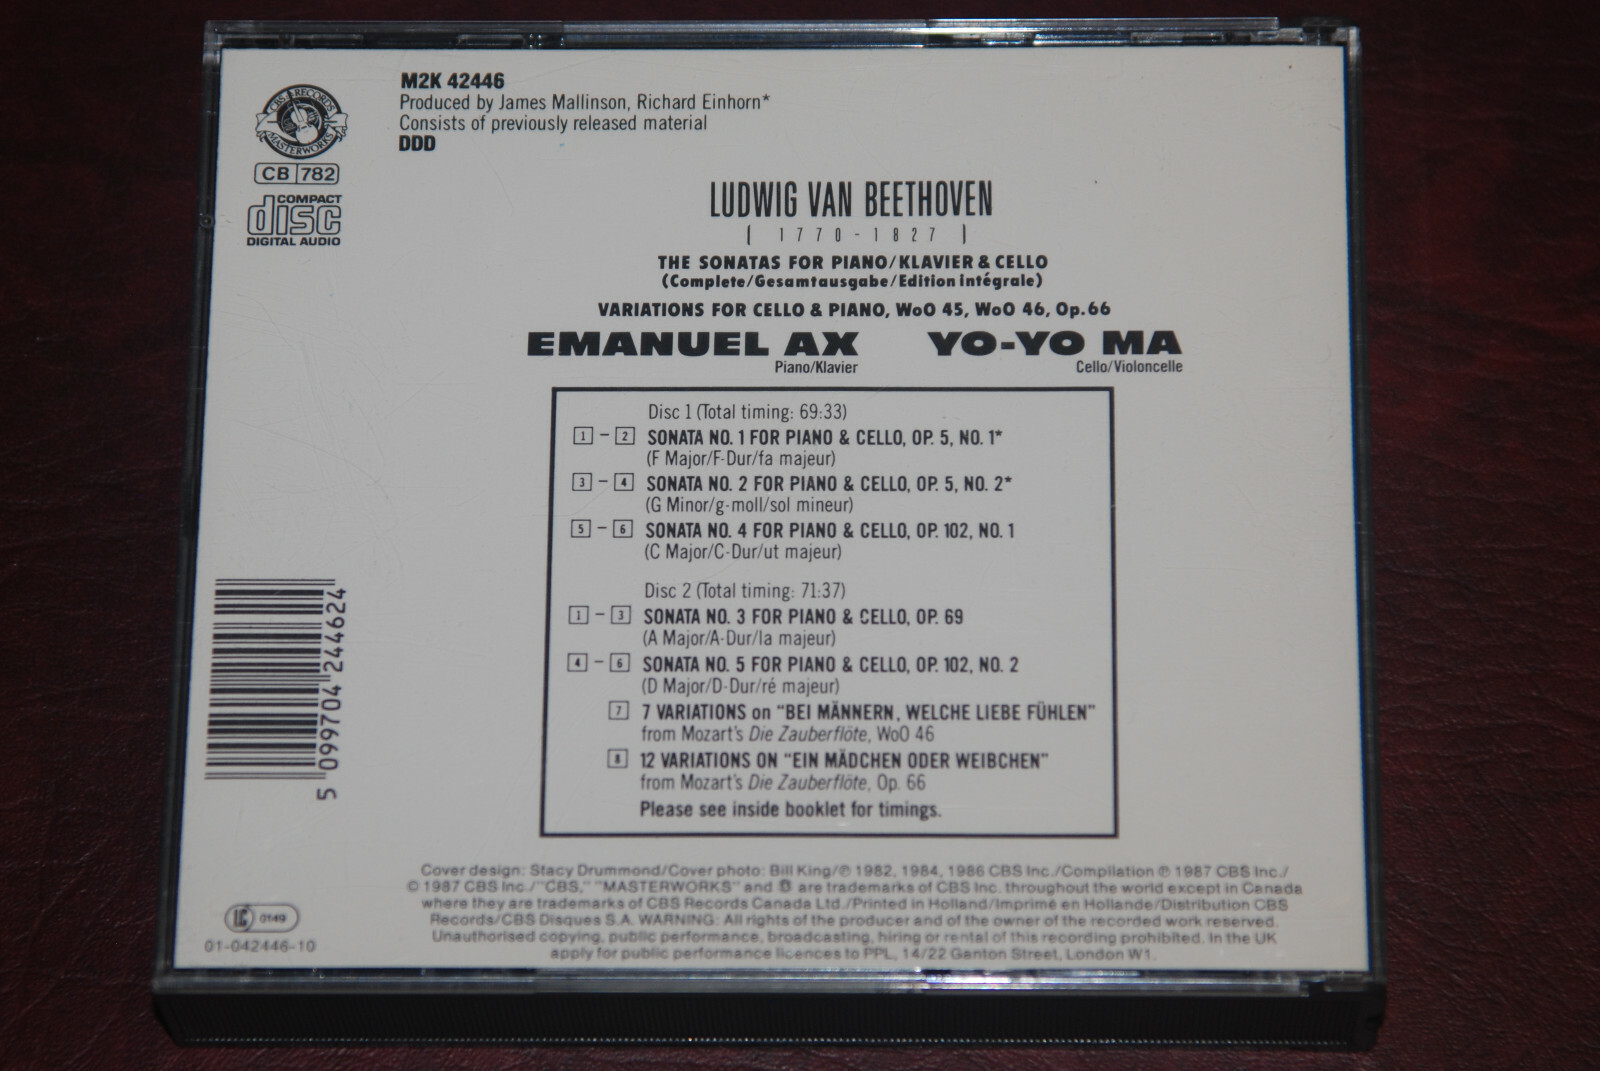 M2K 42446
Produced by James Mallinson, Richard Einhorn*
Consists of previously released material
DDD
CBS RECORDS
MASTERWORKS
CB 782
COMPACT
disc
DIGITAL AUDIO
LUDWIG VAN BEETHOVEN
( 1770-1827 )
THE SONATAS FOR PIANO/KLAVIER & CELLO
(Complete/Gesamtausgabe/Edition intégrale)
VARIATIONS FOR CELLO & PIANO, WoO 45, WoO 46, Op.66
EMANUEL AX YO-YO MA
Piano/Klavier Cello/Violoncelle
Disc 1 (Total timing: 69:33)
1 – 2 SONATA NO. 1 FOR PIANO & CELLO, OP. 5, NO. 1*
(F Major/F-Dur/fa majeur)
3 – 4 SONATA NO. 2 FOR PIANO & CELLO, OP. 5, NO. 2*
(G Minor/g-moll/sol mineur)
5 – 6 SONATA NO. 4 FOR PIANO & CELLO, OP. 102, NO. 1
(C Major/C-Dur/ut majeur)
Disc 2 (Total timing: 71:37)
1 – 3 SONATA NO. 3 FOR PIANO & CELLO, OP. 69
(A Major/A-Dur/la majeur)
4 – 6 SONATA NO. 5 FOR PIANO & CELLO, OP. 102, NO. 2
(D Major/D-Dur/ré majeur)
7 7 VARIATIONS on "BEI MÄNNERN, WELCHE LIEBE FÜHLEN"
from Mozart's Die Zauberflöte, WoO 46
8 12 VARIATIONS ON "EIN MÄDCHEN ODER WEIBCHEN"
from Mozart's Die Zauberflöte, Op. 66
Please see inside booklet for timings.
5 099704 244624
Cover design: Stacy Drummond/Cover photo: Bill King/℗ 1982, 1984, 1986 CBS Inc./Compilation ℗ 1987 CBS Inc./
© 1987 CBS Inc./"CBS," "MASTERWORKS" and are trademarks of CBS Inc. throughout the world except in Canada
where they are trademarks of CBS Records Canada Ltd./Printed in Holland/Imprimé en Hollande/Distribution CBS
Records/CBS Disques S.A. WARNING: All rights of the producer and of the owner of the recorded work reserved.
Unauthorised copying, public performance, broadcasting, hiring or rental of this recording prohibited. In the UK
apply for public performance licences to PPL, 14/22 Ganton Street, London W1.
LC 0149
01-042446-10